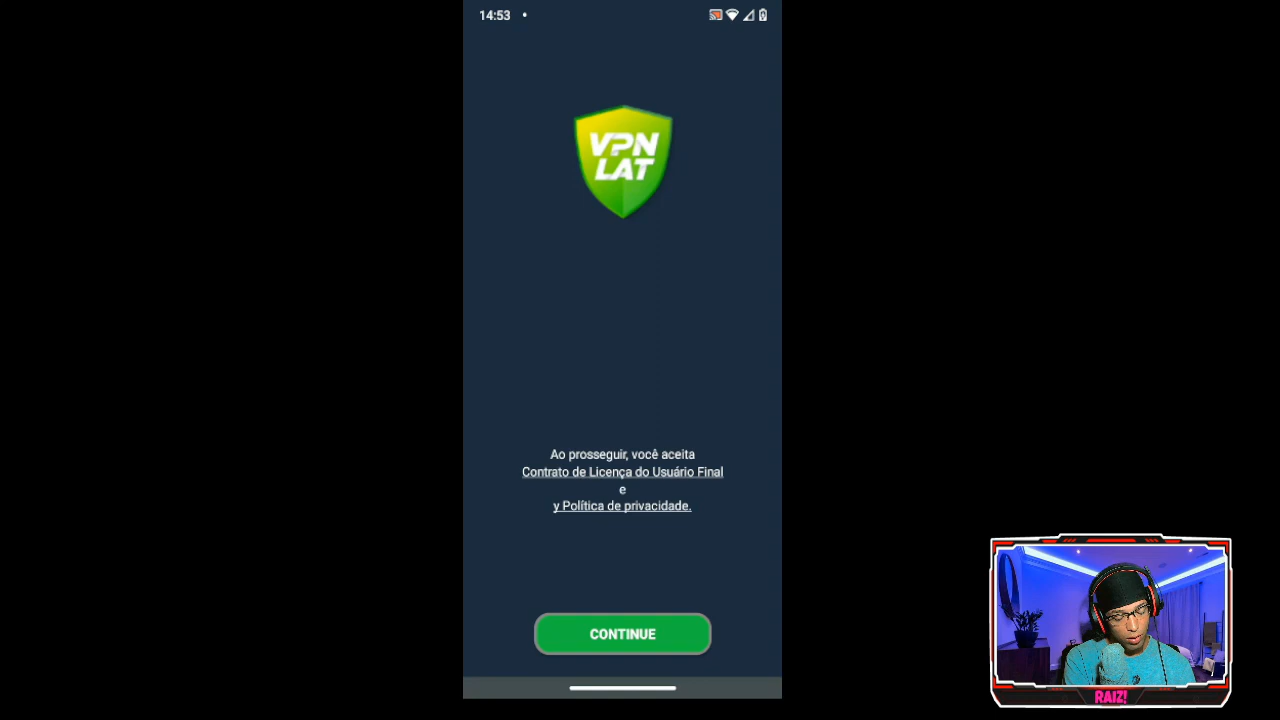 14:53
VPN
LAT
Ao prosseguir, você aceita
Contrato de Licença do Usuário Final
e
y Política de privacidade.
CONTINUE
RAIZ!